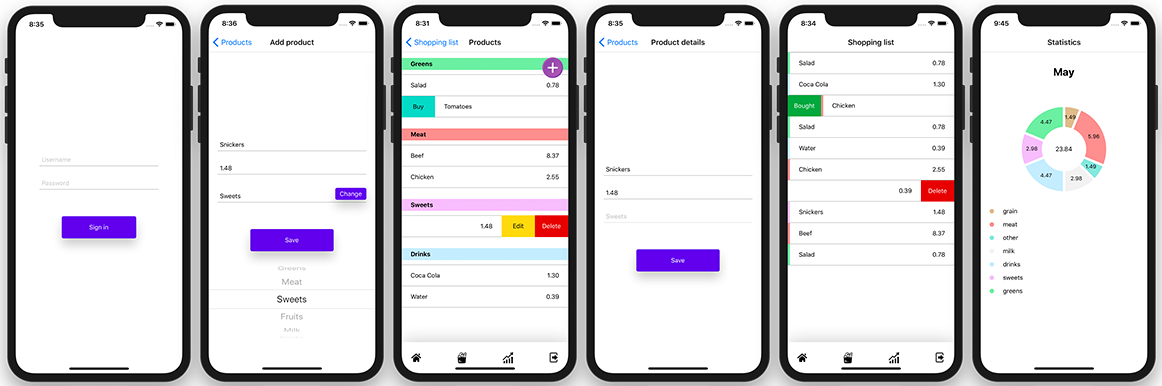 8:35
Username
Password
Sign in
8:36
Products Add product
Snickers
1.48
Sweets Change
Save
Greens
Meat
Sweets
Fruits
Milk
8:31
Shopping list Products
Greens
Salad 0.78
Buy Tomatoes
Meat
Beef 8.37
Chicken 2.55
Sweets
1.48 Edit Delete
Drinks
Coca Cola 1.30
Water 0.39
8:35
Products Product details
Snickers
1.48
Sweets
Save
8:34
Shopping list
Salad 0.78
Coca Cola 1.30
Bought Chicken
Salad 0.78
Water 0.39
Chicken 2.55
0.39 Delete
Snickers 1.48
Beef 8.37
Salad 0.78
9:45
Statistics
May
4.47 1.49
5.96
2.98 23.84
1.49
4.47 2.98
grain
meat
other
milk
drinks
sweets
greens